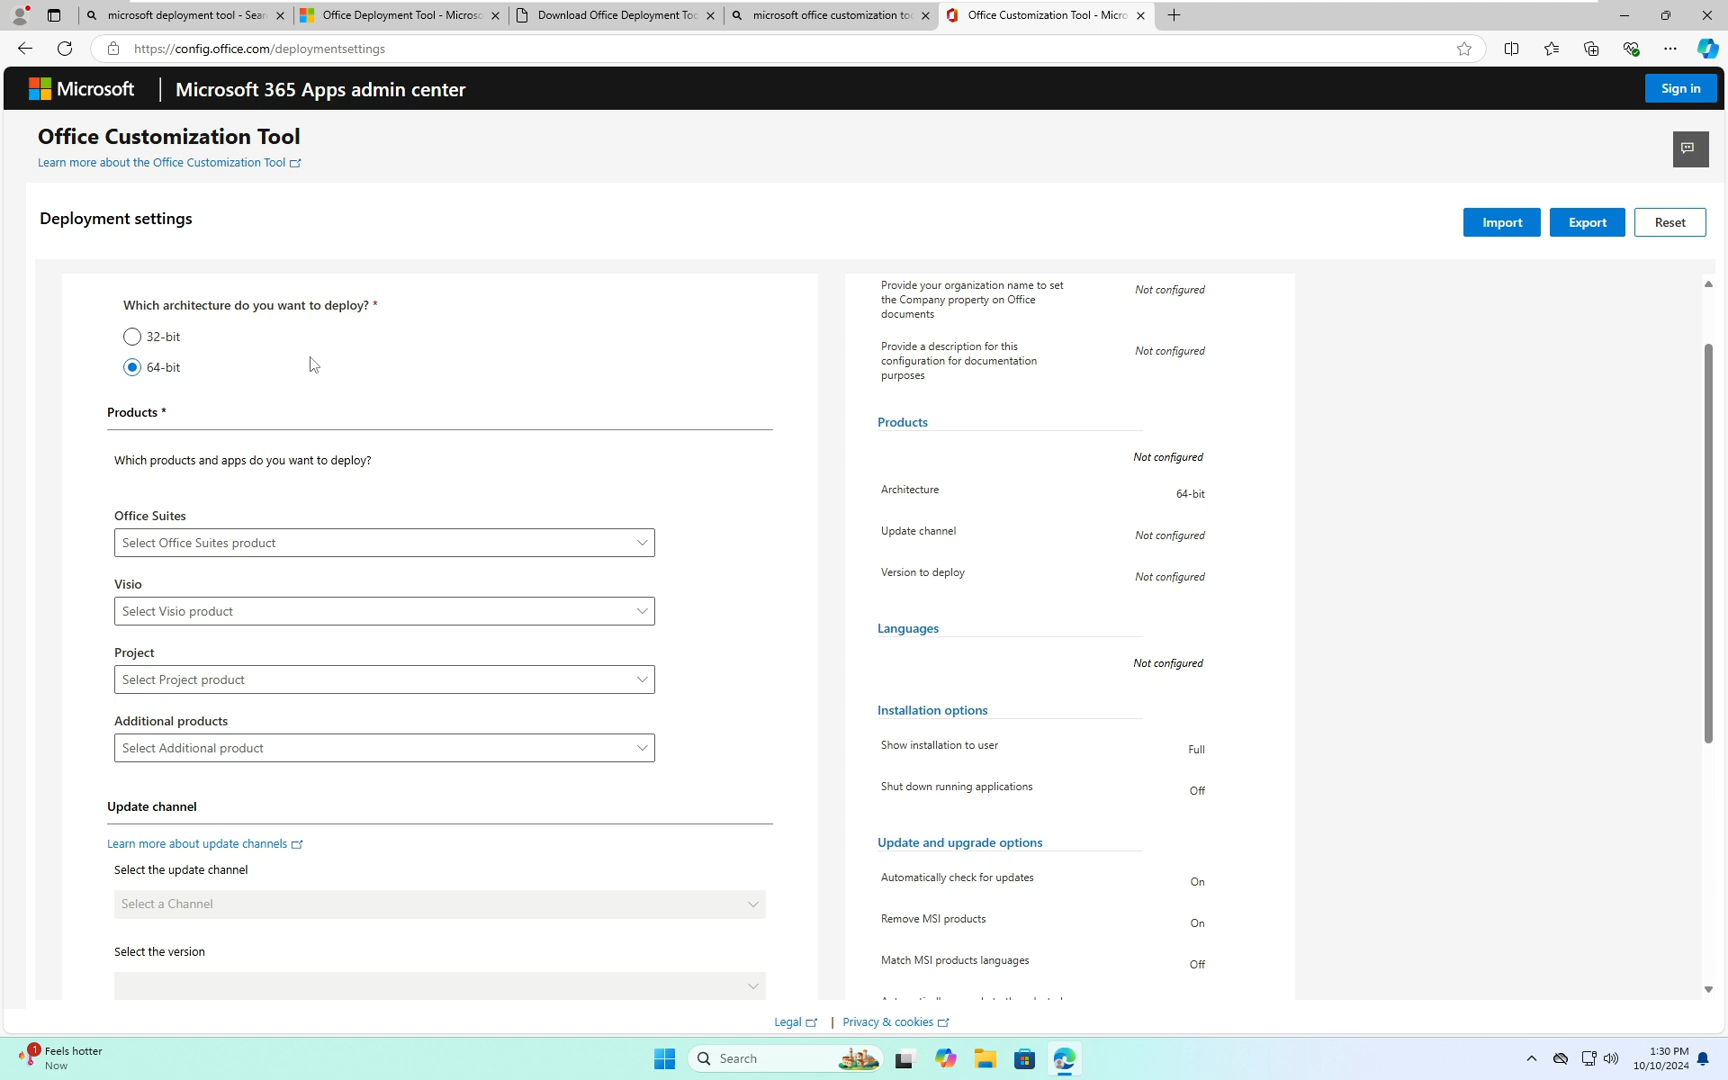 microsoft deployment tool - Sear
Office Deployment Tool - Micros
Download Office Deployment Too
microsoft office customization to
Office Customization Tool - Micro
https://config.office.com/deploymentsettings
Microsoft
Microsoft 365 Apps admin center
Sign in
Office Customization Tool
Learn more about the Office Customization Tool
Deployment settings
Import
Export
Reset
Which architecture do you want to deploy? *
32-bit
64-bit
Products *
Which products and apps do you want to deploy?
Office Suites
Select Office Suites product
Visio
Select Visio product
Project
Select Project product
Additional products
Select Additional product
Update channel
Learn more about update channels
Select the update channel
Select a Channel
Select the version
Provide your organization name to set
the Company property on Office
documents
Not configured
Provide a description for this
configuration for documentation
purposes
Not configured
Products
Not configured
Architecture
64-bit
Update channel
Not configured
Version to deploy
Not configured
Languages
Not configured
Installation options
Show installation to user
Full
Shut down running applications
Off
Update and upgrade options
Automatically check for updates
On
Remove MSI products
On
Match MSI products languages
Off
Legal
|
Privacy & cookies
1
Feels hotter
Now
Search
1:30 PM
10/10/2024